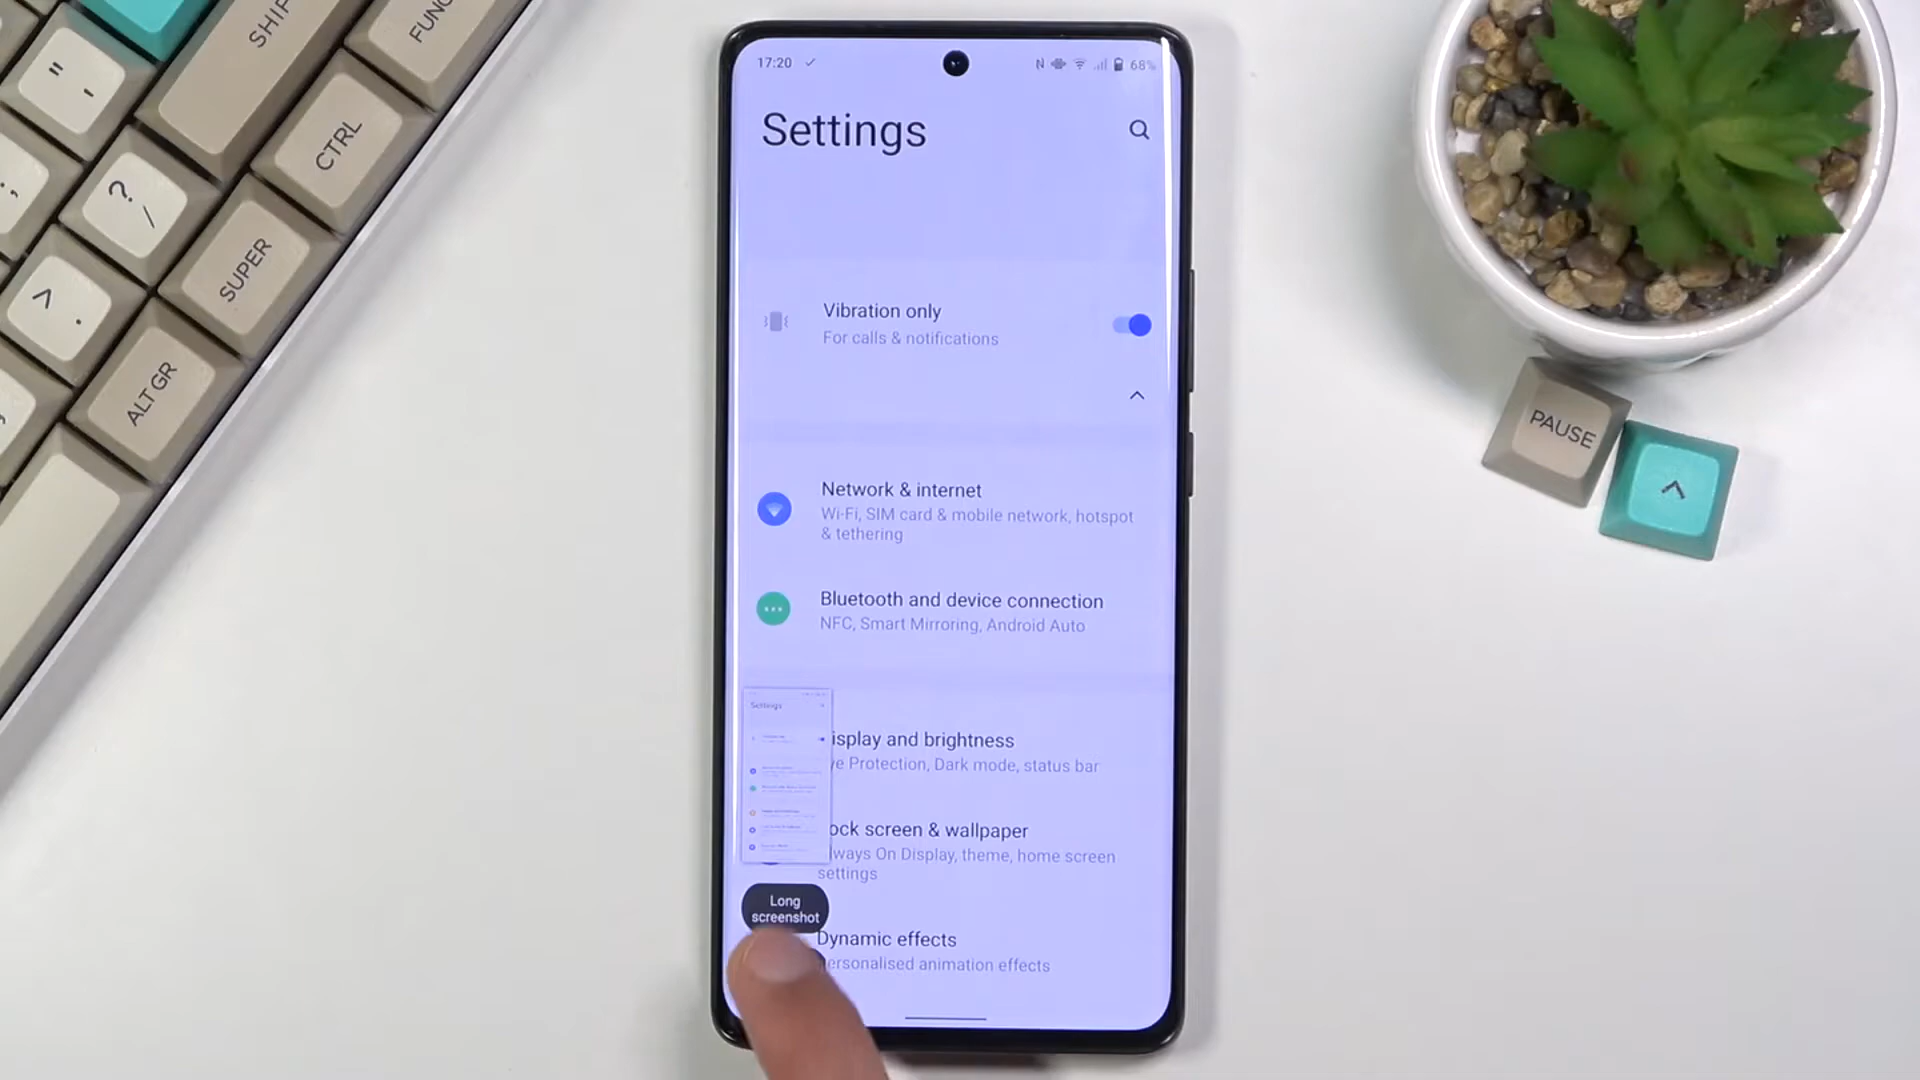 SHIF
FUNC
"
'
CTRL
?
/
;
SUPER
>
.
ALT GR
PAUSE
^
17:20
68%
Settings
Vibration only
For calls & notifications
Network & internet
Wi-Fi, SIM card & mobile network, hotspot
& tethering
Bluetooth and device connection
NFC, Smart Mirroring, Android Auto
Settings
isplay and brightness
ye Protection, Dark mode, status bar
ock screen & wallpaper
lways On Display, theme, home screen
settings
Long
screenshot
Dynamic effects
ersonalised animation effects